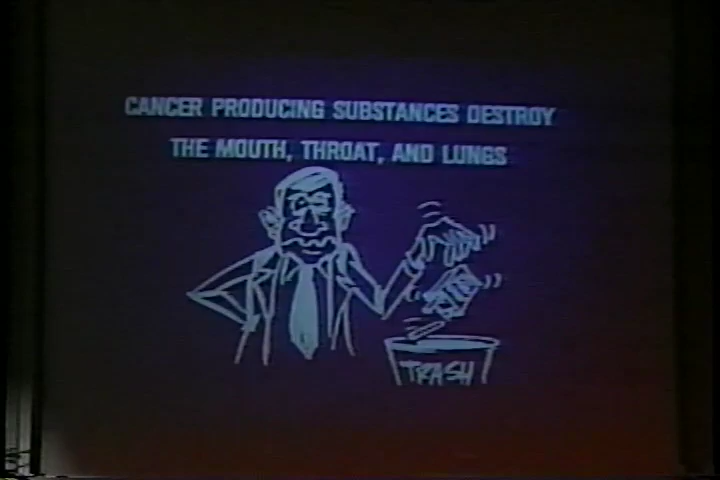 CANCER PRODUCING SUBSTANCES DESTROY
THE MOUTH, THROAT, AND LUNGS
TRASH